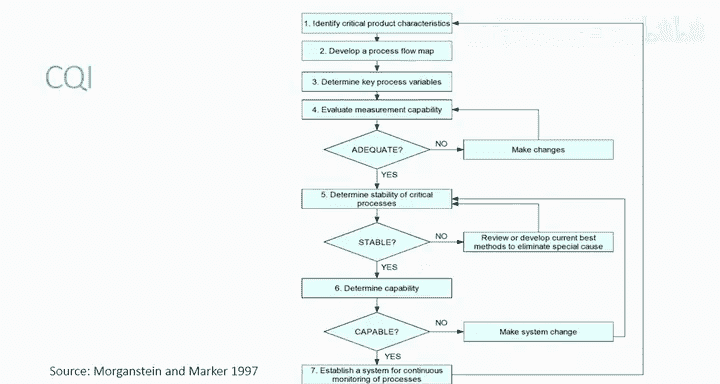 CQI
1. Identify critical product characteristics
2. Develop a process flow map
3. Determine key process variables
4. Evaluate measurement capability
ADEQUATE?
NO
Make changes
YES
5. Determine stability of critical
processes
STABLE?
NO
Review or develop current best
methods to eliminate special cause
YES
6. Determine capability
CAPABLE?
NO
Make system change
YES
7. Establish a system for continuous
monitoring of processes
Source: Morganstein and Marker 1997